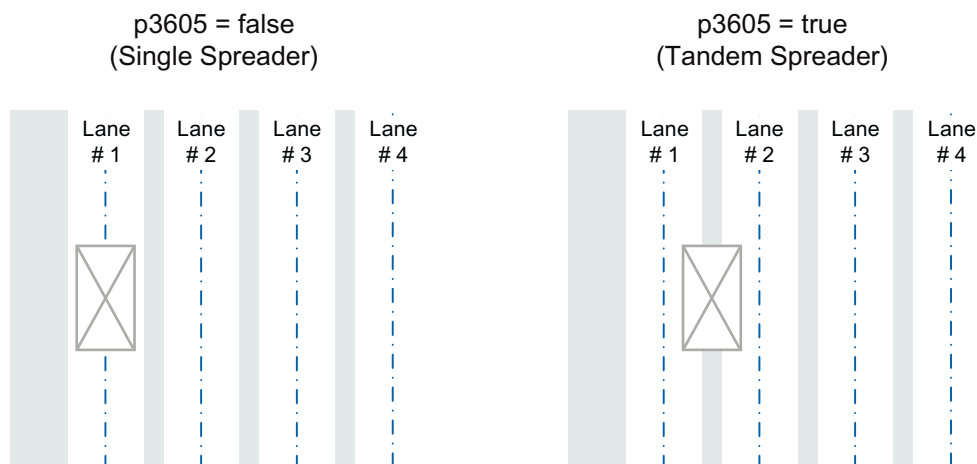 p3605 = false
(Single Spreader)
Lane
# 1
Lane
# 2
Lane
# 3
Lane
# 4
p3605 = true
(Tandem Spreader)
Lane
# 1
Lane
# 2
Lane
# 3
Lane
# 4